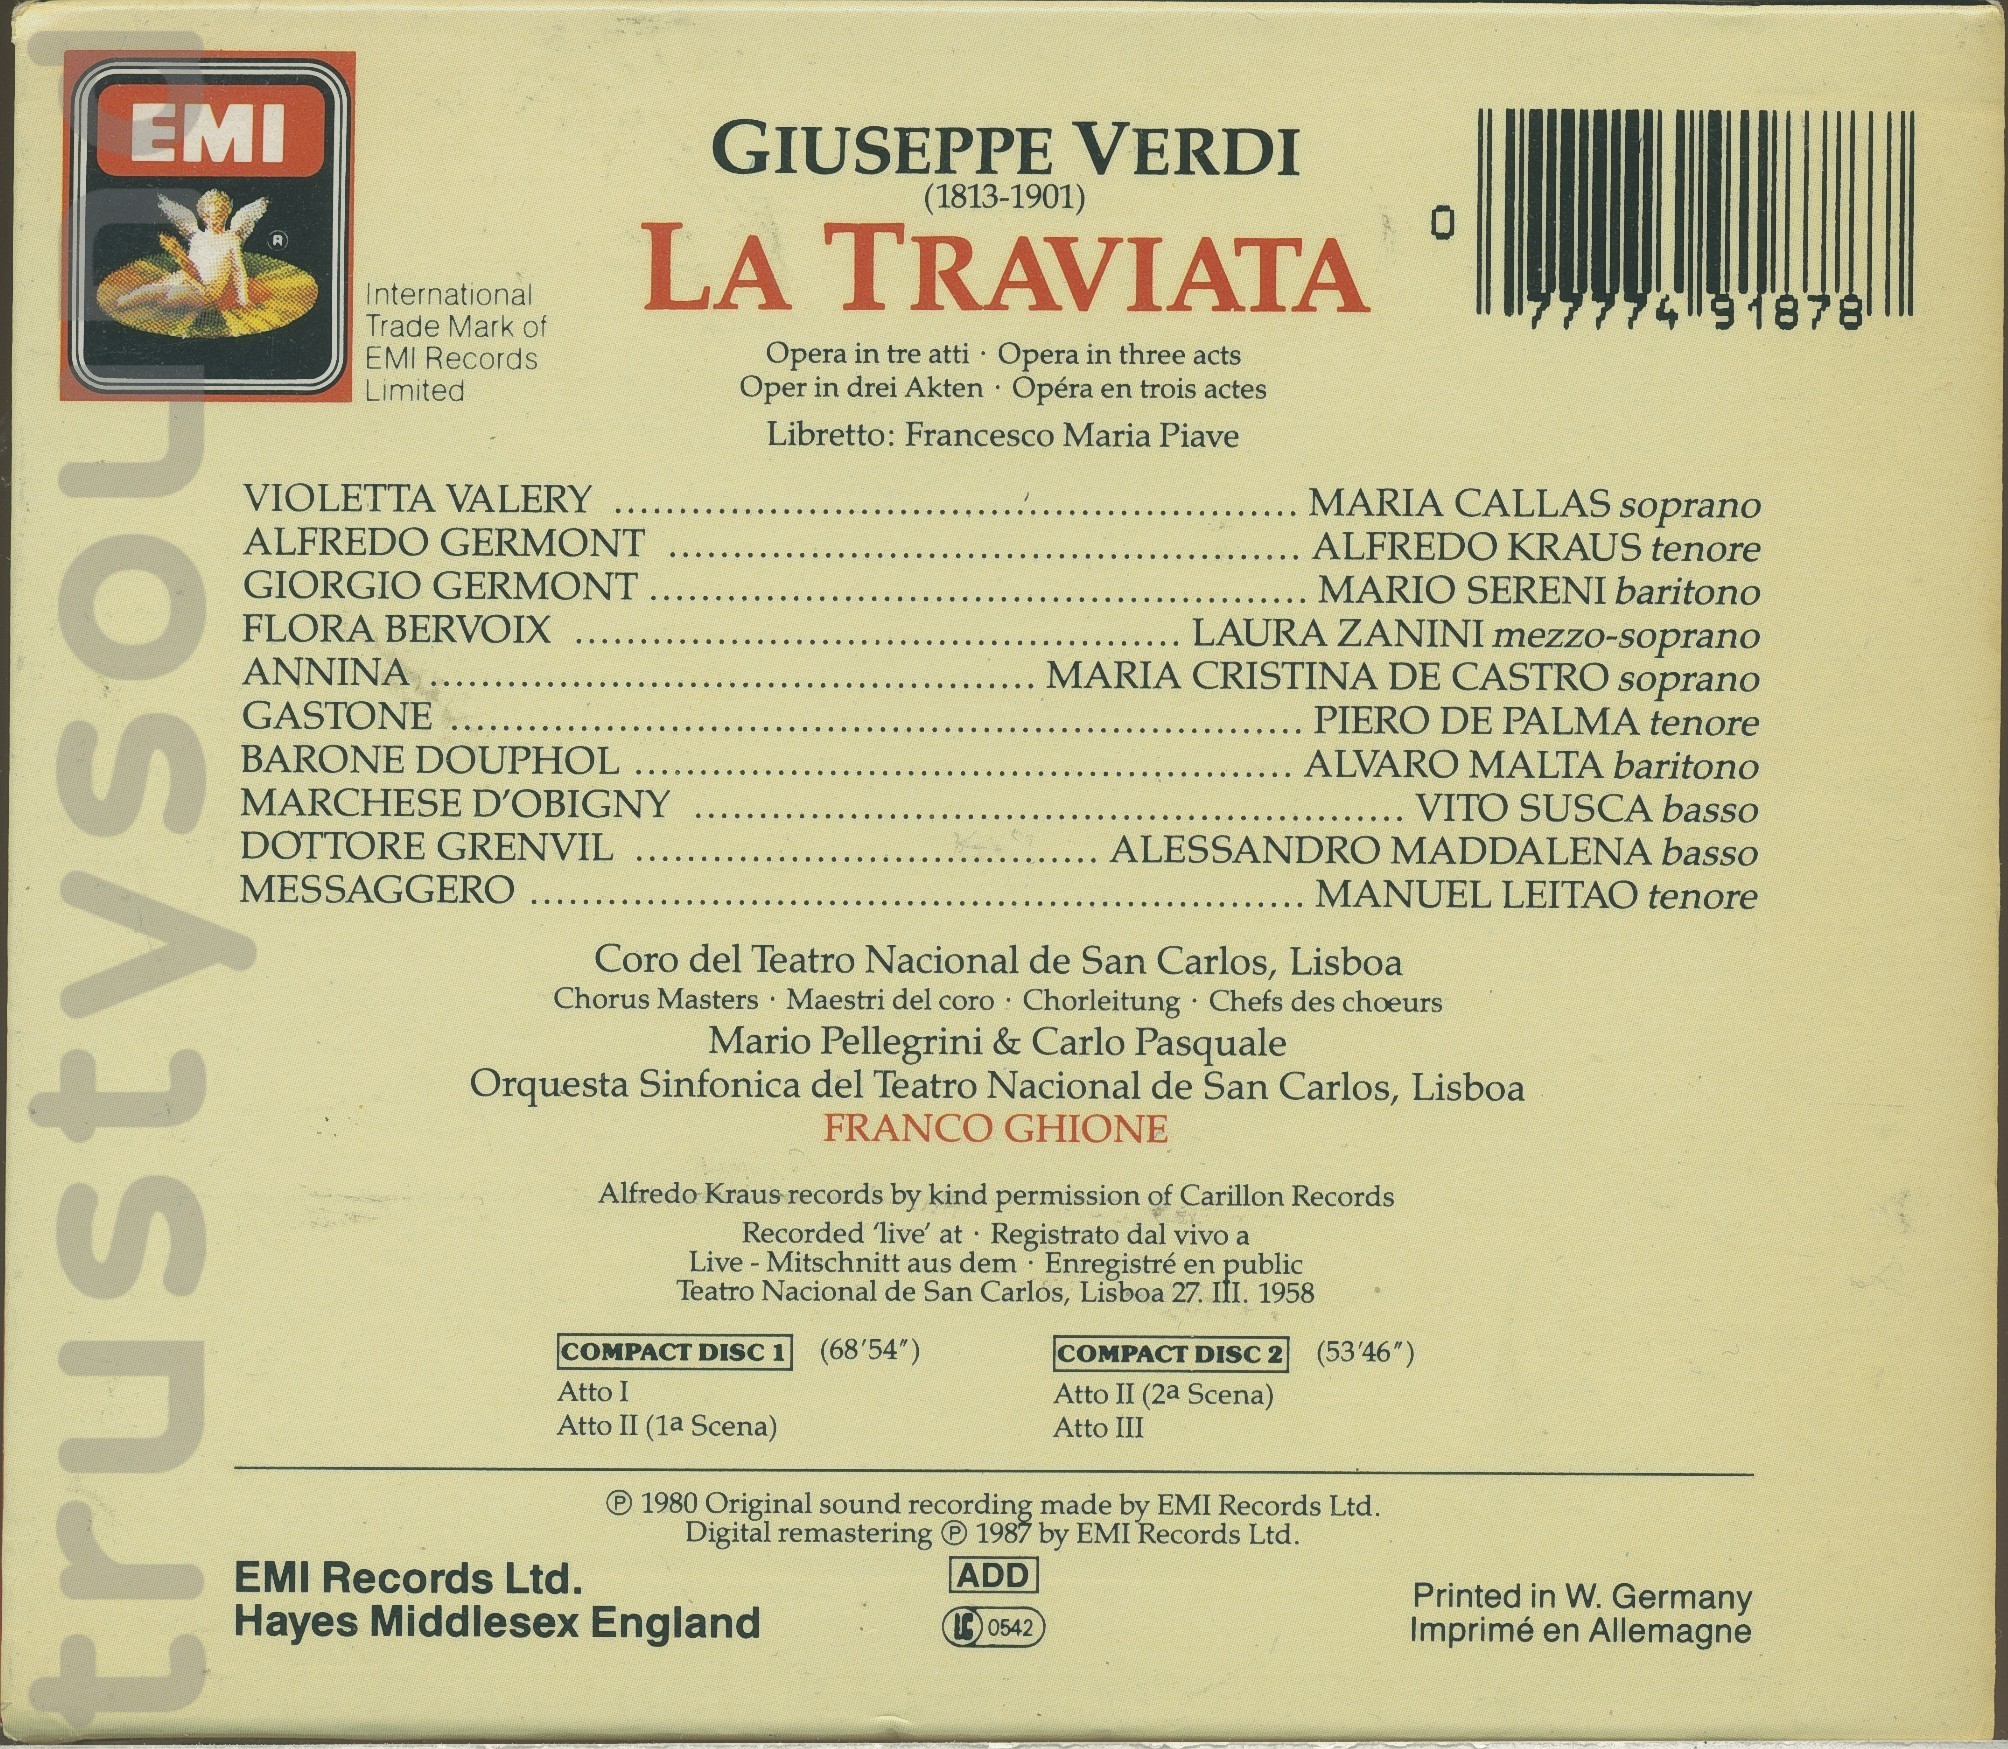 EMI
®
International
Trade Mark of
EMI Records
Limited
GIUSEPPE VERDI
(1813-1901)
LA TRAVIATA
Opera in tre atti · Opera in three acts
Oper in drei Akten · Opéra en trois actes
Libretto: Francesco Maria Piave
0 77774 91878
VIOLETTA VALERY ........ MARIA CALLAS soprano
ALFREDO GERMONT ........ ALFREDO KRAUS tenore
GIORGIO GERMONT ........ MARIO SERENI baritono
FLORA BERVOIX ........ LAURA ZANINI mezzo-soprano
ANNINA ........ MARIA CRISTINA DE CASTRO soprano
GASTONE ........ PIERO DE PALMA tenore
BARONE DOUPHOL ........ ALVARO MALTA baritono
MARCHESE D'OBIGNY ........ VITO SUSCA basso
DOTTORE GRENVIL ........ ALESSANDRO MADDALENA basso
MESSAGGERO ........ MANUEL LEITAO tenore
Coro del Teatro Nacional de San Carlos, Lisboa
Chorus Masters · Maestri del coro · Chorleitung · Chefs des chœurs
Mario Pellegrini & Carlo Pasquale
Orquesta Sinfonica del Teatro Nacional de San Carlos, Lisboa
FRANCO GHIONE
Alfredo Kraus records by kind permission of Carillon Records
Recorded 'live' at · Registrato dal vivo a
Live - Mitschnitt aus dem · Enregistré en public
Teatro Nacional de San Carlos, Lisboa 27. III. 1958
COMPACT DISC 1 (68'54″)
Atto I
Atto II (1ª Scena)
COMPACT DISC 2 (53'46″)
Atto II (2ª Scena)
Atto III
℗ 1980 Original sound recording made by EMI Records Ltd.
Digital remastering ℗ 1987 by EMI Records Ltd.
EMI Records Ltd.
Hayes Middlesex England
ADD
LC 0542
Printed in W. Germany
Imprimé en Allemagne
trustysound